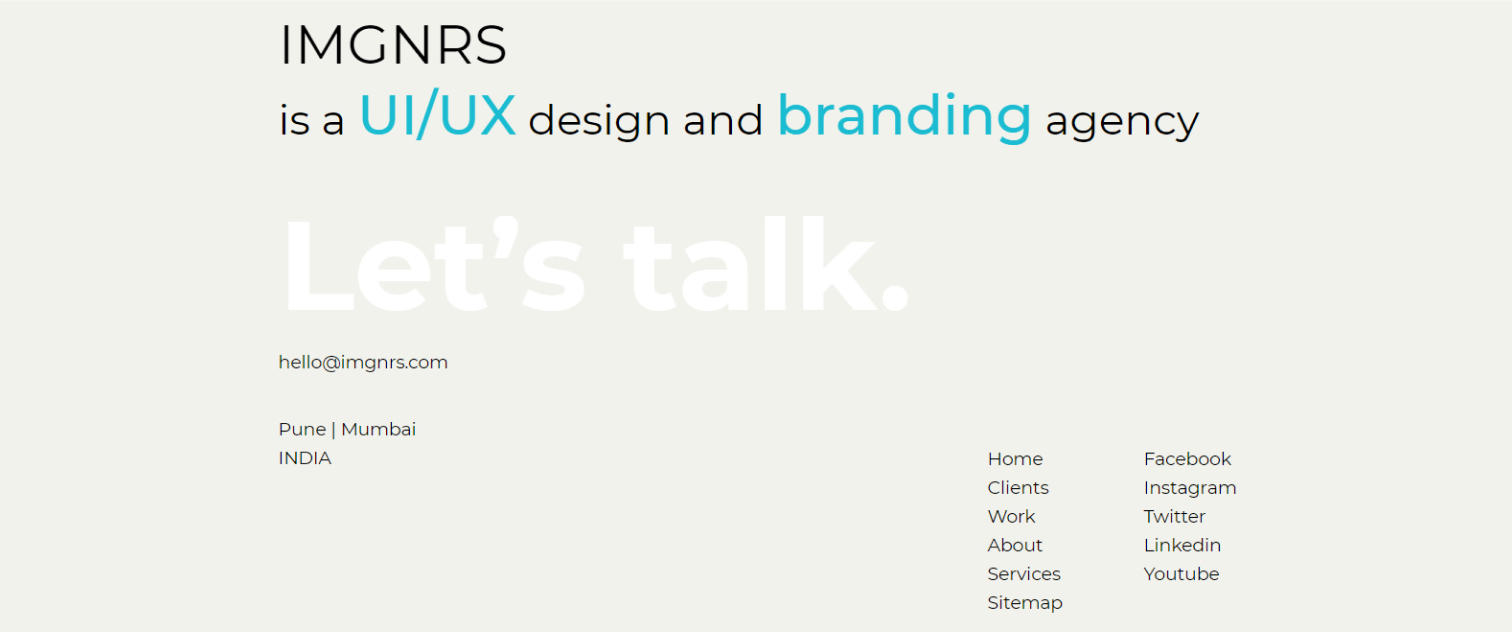 IMGNRS
is a UI/UX design and branding agency
Let’s talk.
hello@imgnrs.com
Pune | Mumbai
INDIA
Home
Clients
Work
About
Services
Sitemap
Facebook
Instagram
Twitter
Linkedin
Youtube